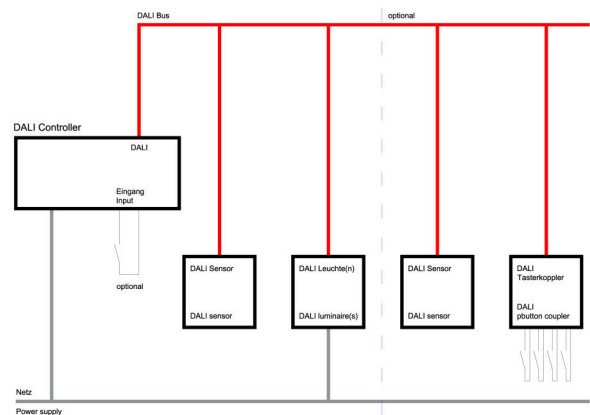 DALI Bus
optional
DALI Controller
DALI
Eingang
Input
optional
DALI Sensor
DALI sensor
DALI Leuchte(n)
DALI luminaire(s)
DALI Sensor
DALI sensor
DALI
Tasterkoppler
DALI
pbutton coupler
Netz
Power supply